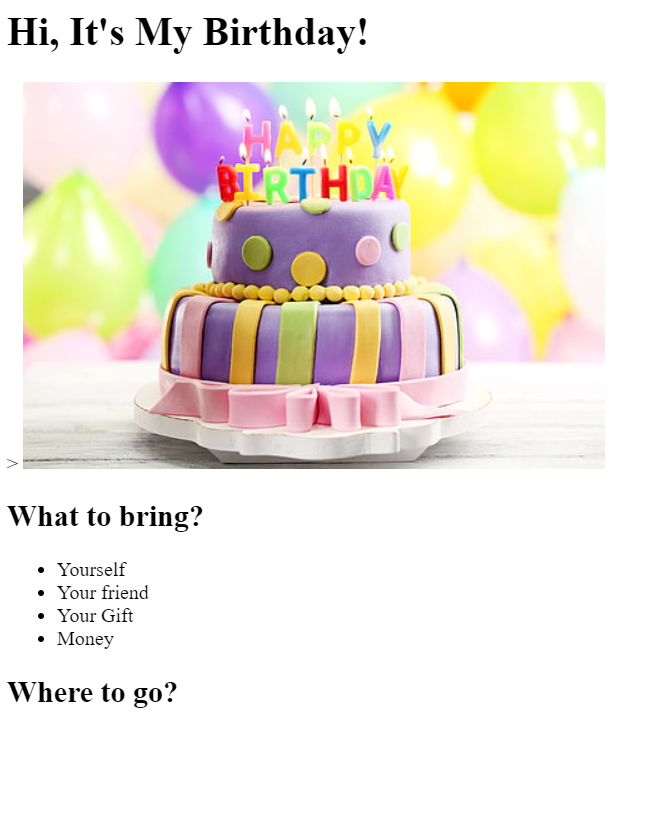 Hi, It's My Birthday!
HAPPY
BIRTHDAY
>
What to bring?
Yourself
Your friend
Your Gift
Money
Where to go?